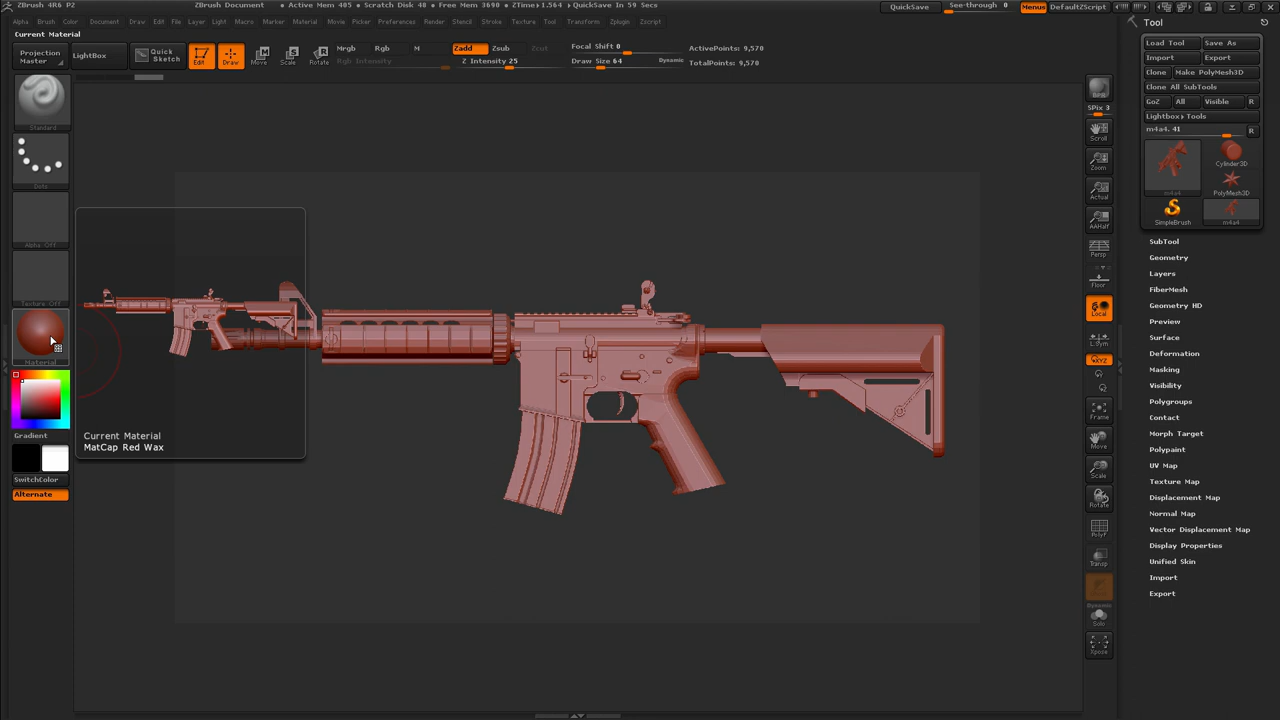 ZBrush 4R6 P2 ZBrush Document • Active Mem 405 • Scratch Disk 48 • Free Mem 3690 • ZTime▸1.564 • QuickSave In 59 Secs QuickSave See-through 0 Menus DefaultZScript
Alpha Brush Color Document Draw Edit File Layer Light Macro Marker Material Movie Picker Preferences Render Stencil Stroke Texture Tool Transform Zplugin Zscript
Current Material
Projection Master
LightBox
Quick Sketch
Edit
Draw
Move
Scale
Rotate
Mrgb Rgb M
Rgb Intensity
Zadd Zsub Zcut
Z Intensity 25
Focal Shift 0
Draw Size 64
Dynamic
ActivePoints: 9,570
TotalPoints: 9,570
Standard
Dots
Alpha Off
Texture Off
Material
Gradient
SwitchColor
Alternate
Current Material
MatCap Red Wax
BPR
SPix 3
Scroll
Zoom
Actual
AAHalf
Persp
Floor
Local
L.Sym
XYZ
Frame
Move
Scale
Rotate
PolyF
Transp
Dynamic
Solo
Xpose
Tool
Load Tool Save As
Import Export
Clone Make PolyMesh3D
Clone All SubTools
GoZ All Visible R
Lightbox▸Tools
m4a4. 41 R
m4a4
Cylinder3D
PolyMesh3D
SimpleBrush
m4a4
SubTool
Geometry
Layers
FiberMesh
Geometry HD
Preview
Surface
Deformation
Masking
Visibility
Polygroups
Contact
Morph Target
Polypaint
UV Map
Texture Map
Displacement Map
Normal Map
Vector Displacement Map
Display Properties
Unified Skin
Import
Export